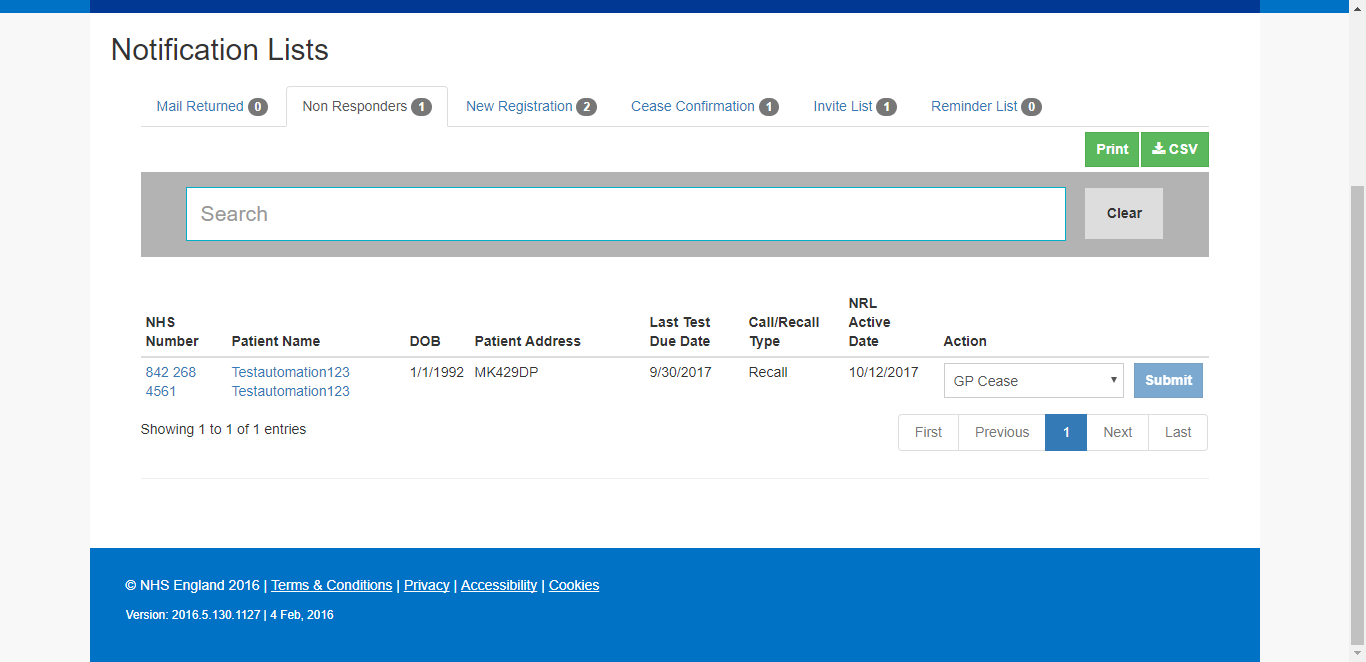 Notification Lists
Mail Returned 0 Non Responders 1 New Registration 2 Cease Confirmation 1 Invite List 1 Reminder List 0
Print CSV
Search Clear
NHS Number Patient Name DOB Patient Address Last Test Due Date Call/Recall Type NRL Active Date Action
842 268 4561 Testautomation123 Testautomation123 1/1/1992 MK429DP 9/30/2017 Recall 10/12/2017 GP Cease Submit
Showing 1 to 1 of 1 entries First Previous 1 Next Last
© NHS England 2016 | Terms & Conditions | Privacy | Accessibility | Cookies
Version: 2016.5.130.1127 | 4 Feb, 2016